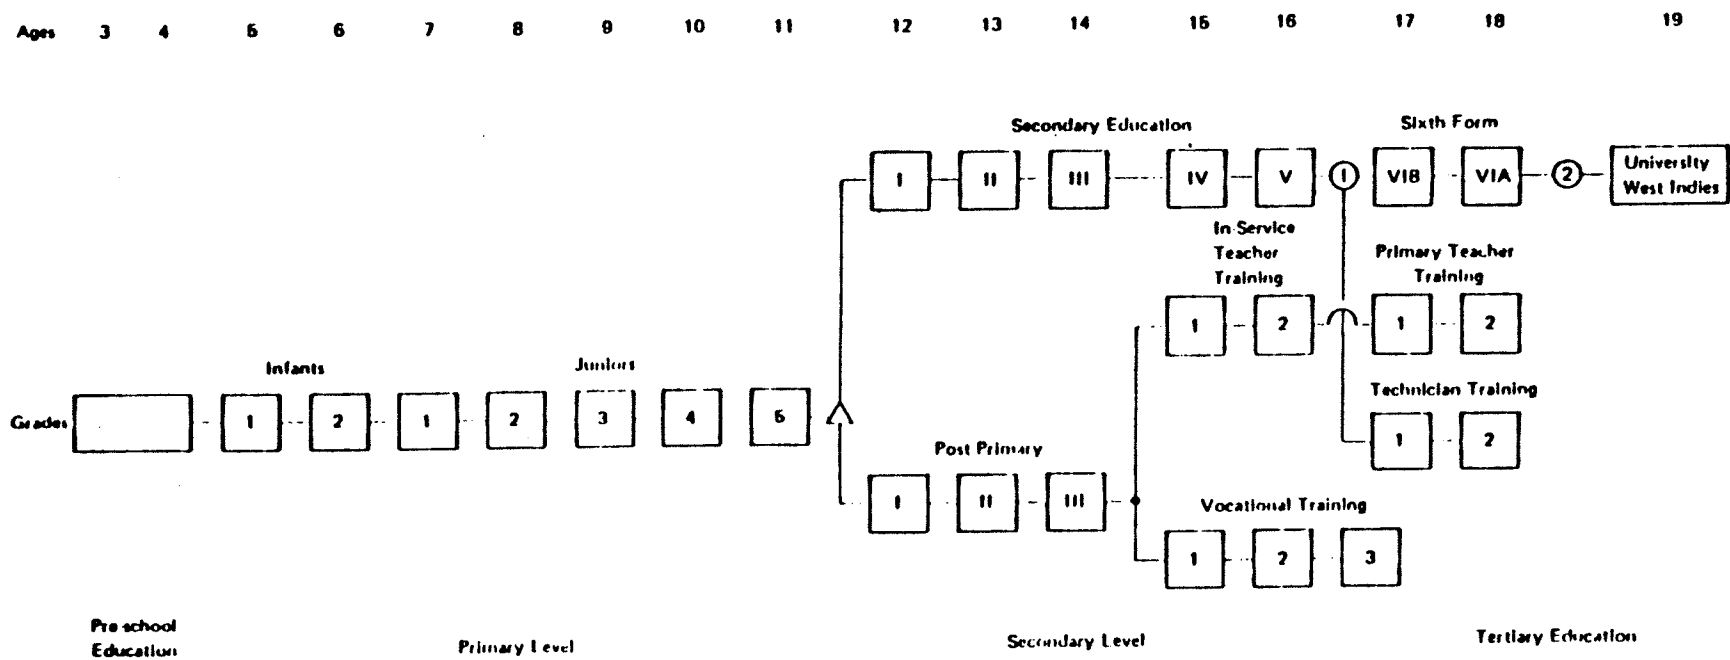 Ages 3 4 5 6 7 8 9 10 11 12 13 14 15 16 17 18 19
Secondary Education
Sixth Form
I II III IV V 1 VIB VIA 2
University
West Indies
In-Service
Teacher
Training
Primary Teacher
Training
1 2 1 2
Infants
Juniors
Technician Training
Grades 1 2 1 2 3 4 5
1 2
Post Primary
I II III
Vocational Training
1 2 3
Pre-school
Education
Primary Level
Secondary Level
Tertiary Education